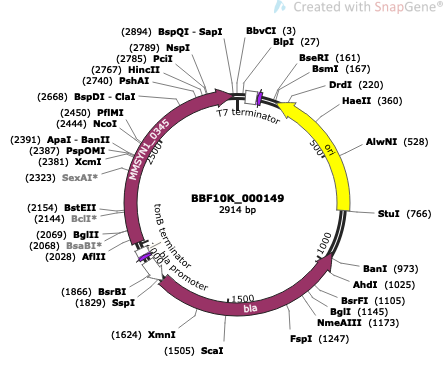 Created with SnapGene®
(2894) BspQI - SapI
BbvCI (3)
(2789) NspI
BlpI (27)
(2785) PciI
BseRI (161)
(2767) HincII
BsmI (167)
(2740) PshAI
DrdI (220)
(2668) BspDI - ClaI
HaeII (360)
T7 terminator
(2450) PflMI
(2444) NcoI
AlwNI (528)
(2391) ApaI - BanII
(2387) PspOMI
(2381) XcmI
(2323) SexAI*
MMSYN1_0345
2500
500
ori
BBF10K_000149
2914 bp
(2154) BstEII
(2144) BclI*
StuI (766)
(2069) BglII
(2068) BsaBI*
(2028) AflII
tonB terminator
bla promoter
1000
BanI (973)
AhdI (1025)
(1866) BsrBI
BsrFI (1105)
(1829) SspI
BglI (1145)
1500
bla
NmeAIII (1173)
(1624) XmnI
FspI (1247)
(1505) ScaI